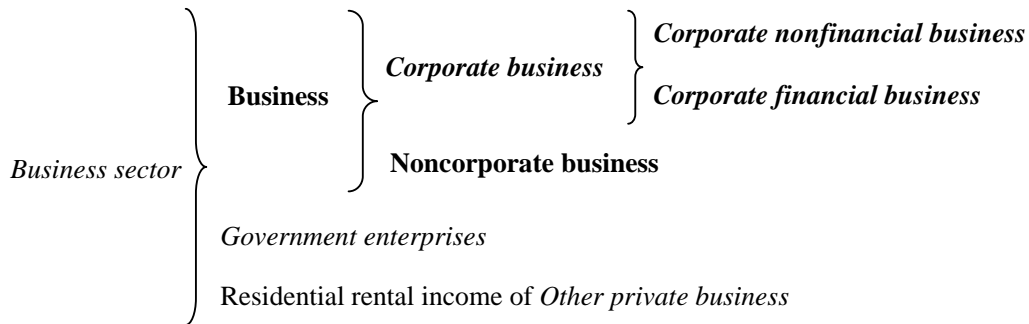 Corporate nonfinancial business
Corporate business
Business
Corporate financial business
Noncorporate business
Business sector
Government enterprises
Residential rental income of Other private business